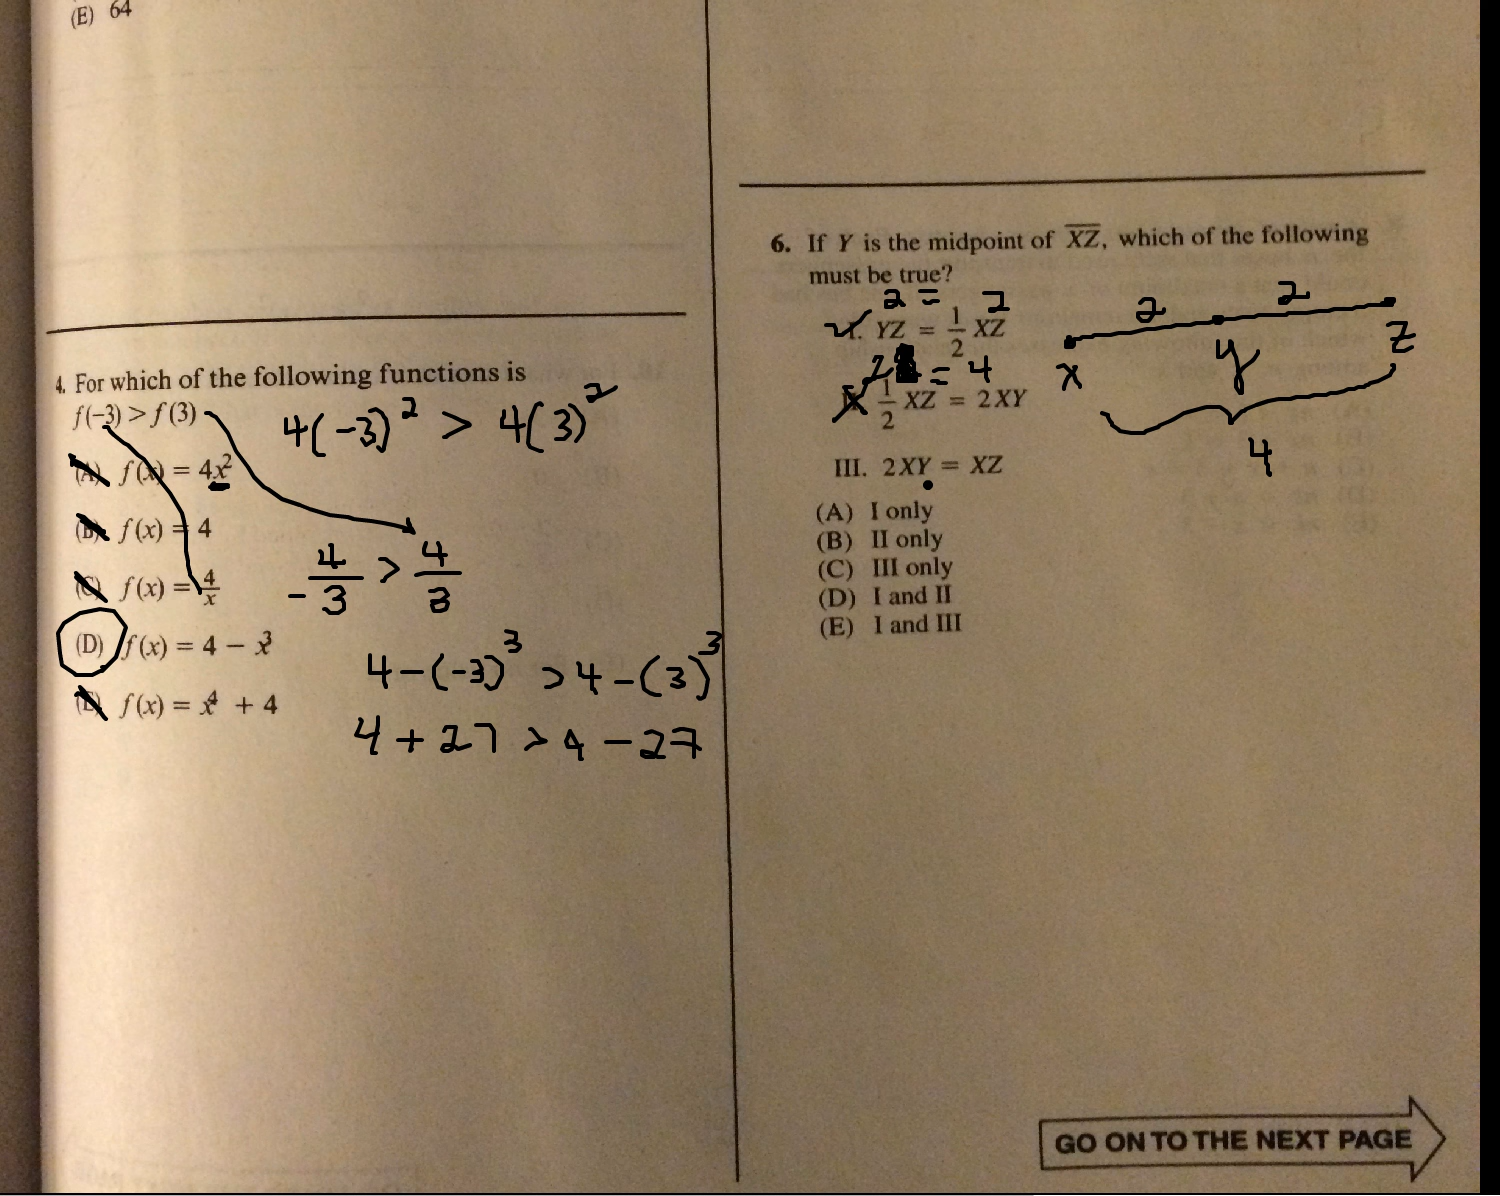 (E) 64
4. For which of the following functions is
f(−3) > f(3)
4(-3)² > 4(3)²
(A) f(x) = 4x²
(B) f(x) = 4
(C) f(x) = 4/x
4/-3 > 4/3
(D) f(x) = 4 − x³
4-(-3)³ > 4-(3)³
(E) f(x) = x⁴ + 4
4+27 > 4-27
6. If Y is the midpoint of XZ, which of the following
must be true?
2 = 2
I. YZ = 1/2 XZ
2 = 4
1/2 XZ = 2XY
III. 2XY = XZ
(A) I only
(B) II only
(C) III only
(D) I and II
(E) I and III
2 2
X Y Z
4
GO ON TO THE NEXT PAGE